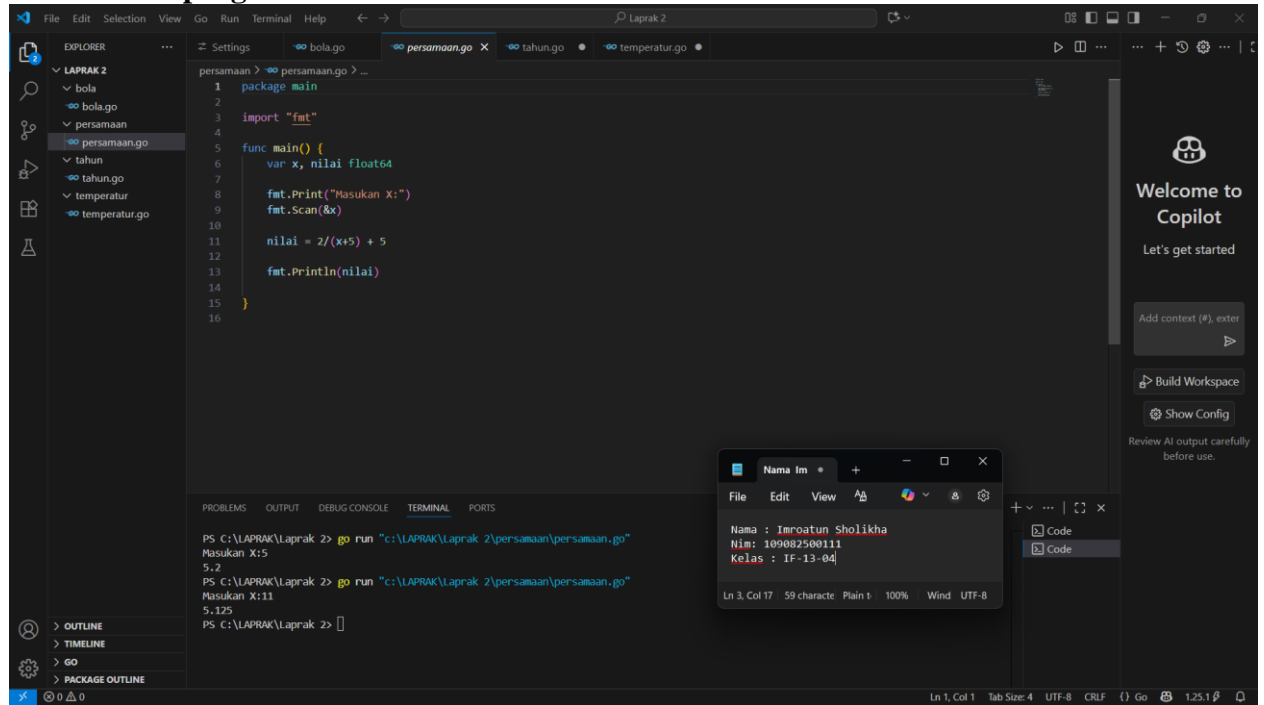 File Edit Selection View Go Run Terminal Help
Laprak 2
EXPLORER
LAPRAK 2
bola
bola.go
persamaan
persamaan.go
tahun
tahun.go
temperatur
temperatur.go
OUTLINE
TIMELINE
GO
PACKAGE OUTLINE
Settings bola.go persamaan.go tahun.go temperatur.go
persamaan > persamaan.go > ...
1 package main
2
3 import "fmt"
4
5 func main() {
6 var x, nilai float64
7
8 fmt.Print("Masukan X:")
9 fmt.Scan(&x)
10
11 nilai = 2/(x+5) + 5
12
13 fmt.Println(nilai)
14
15 }
16
PROBLEMS OUTPUT DEBUG CONSOLE TERMINAL PORTS
PS C:\LAPRAK\Laprak 2> go run "c:\LAPRAK\Laprak 2\persamaan\persamaan.go"
Masukan X:5
5.2
PS C:\LAPRAK\Laprak 2> go run "c:\LAPRAK\Laprak 2\persamaan\persamaan.go"
Masukan X:11
5.125
PS C:\LAPRAK\Laprak 2>
Code
Code
Nama Im
File Edit View
Nama : Imroatun Sholikha
Nim: 109082500111
Kelas : IF-13-04
Ln 3, Col 17 59 characte Plain t 100% Wind UTF-8
Welcome to
Copilot
Let's get started
Add context (#), exter
Build Workspace
Show Config
Review AI output carefully
before use.
2
0 0
Ln 1, Col 1 Tab Size: 4 UTF-8 CRLF {} Go 1.25.1